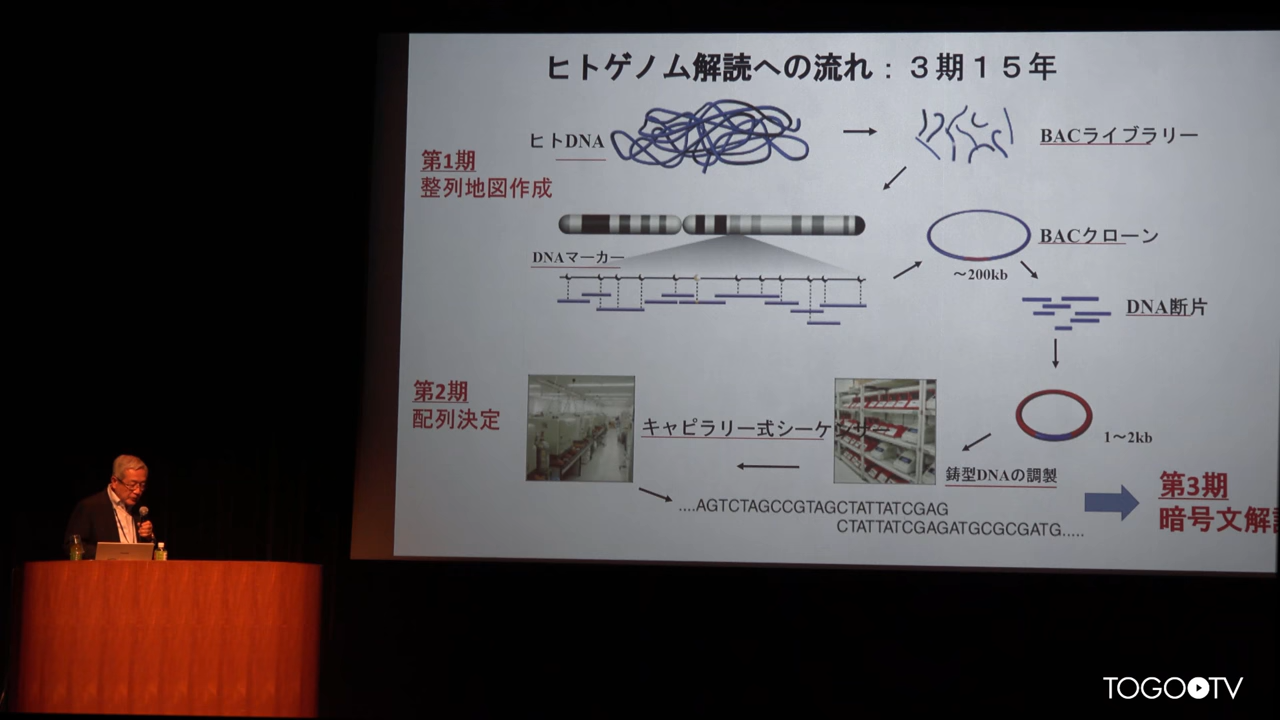 ヒトゲノム解読への流れ：３期１５年
ヒトDNA
BACライブラリー
第1期
整列地図作成
DNAマーカー
BACクローン
～200kb
DNA断片
第2期
配列決定
キャピラリー式シーケンサー
1～2kb
鋳型DNAの調製
第3期
暗号文解
....AGTCTAGCCGTAGCTATTATCGAG
CTATTATCGAGATGCGCGATG.....
TOGOTV